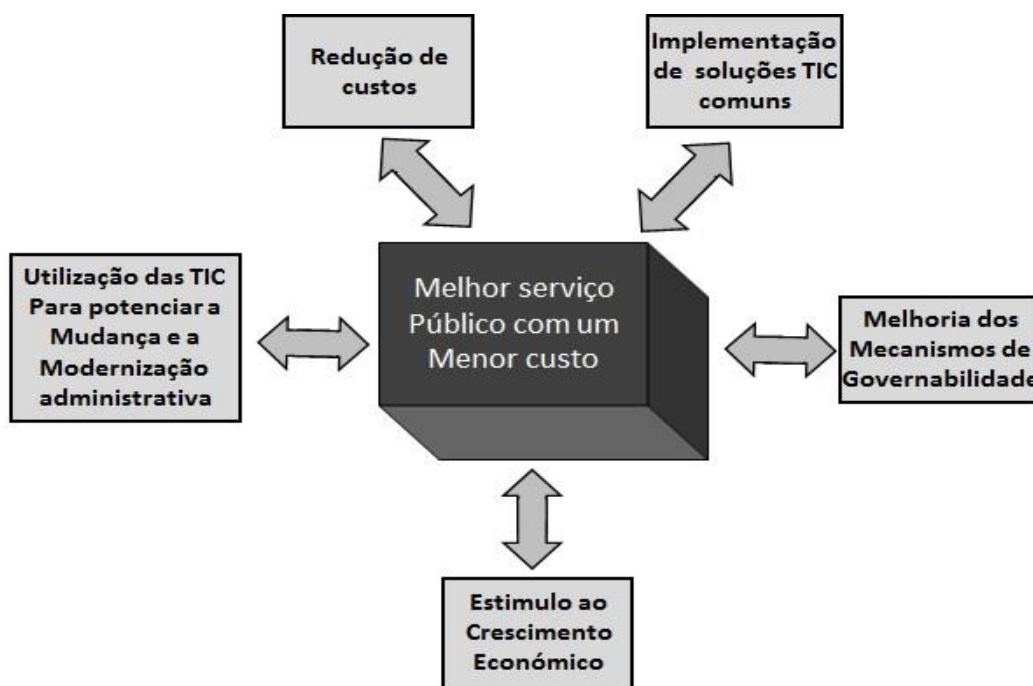 Redução de
custos
Implementação
de soluções TIC
comuns
Utilização das TIC
Para potenciar a
Mudança e a
Modernização
administrativa
Melhor serviço
Público com um
Menor custo
Melhoria dos
Mecanismos de
Governabilidade
Estimulo ao
Crescimento
Económico